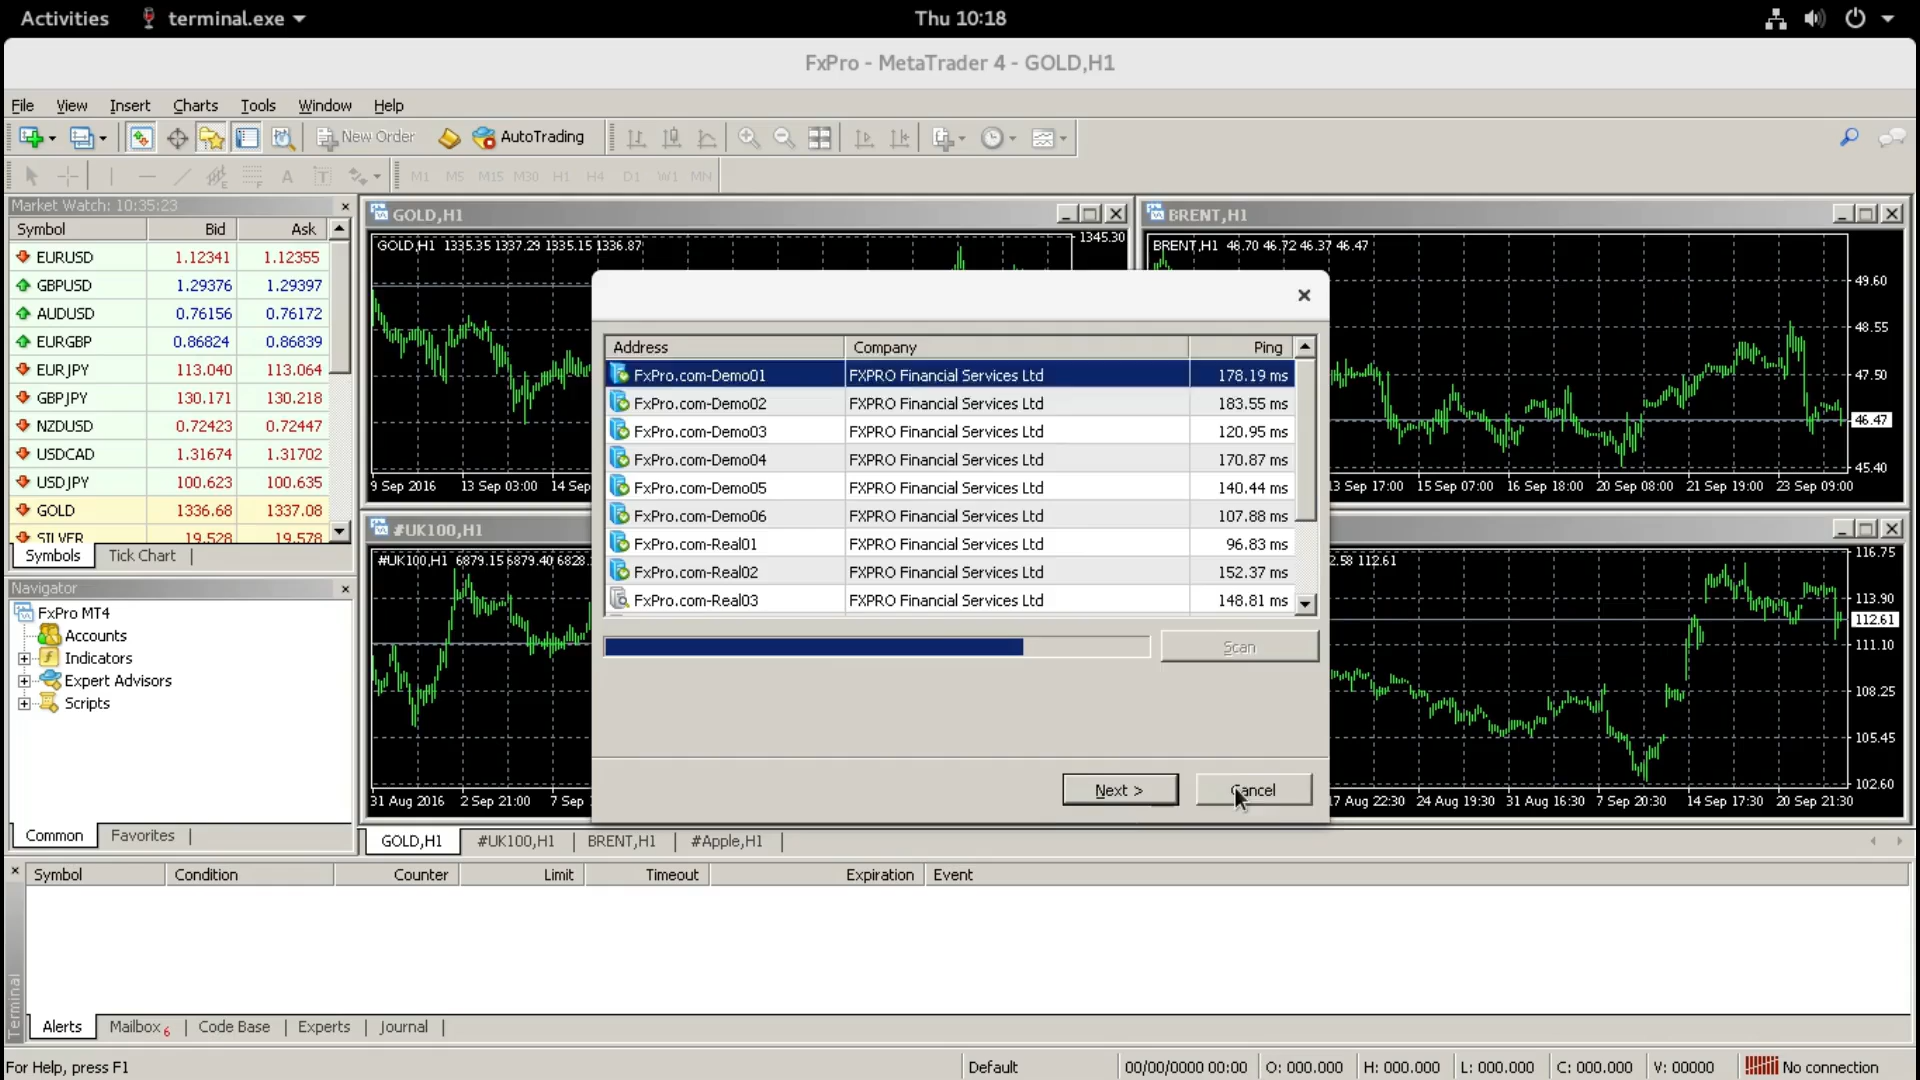 Activities terminal.exe Thu 10:18
FxPro - MetaTrader 4 - GOLD,H1
File View Insert Charts Tools Window Help
New Order AutoTrading
A T M1 M5 M15 M30 H1 H4 D1 W1 MN
Market Watch: 10:35:23
Symbol Bid Ask
EURUSD 1.12341 1.12355
GBPUSD 1.29376 1.29397
AUDUSD 0.76156 0.76172
EURGBP 0.86824 0.86839
EURJPY 113.040 113.064
GBPJPY 130.171 130.218
NZDUSD 0.72423 0.72447
USDCAD 1.31674 1.31702
USDJPY 100.623 100.635
GOLD 1336.68 1337.08
SILVER 19.528 19.578
Symbols Tick Chart
Navigator
FxPro MT4
Accounts
Indicators
Expert Advisors
Scripts
Common Favorites
GOLD,H1
GOLD,H1 1335.35 1337.29 1335.15 1336.87
1345.30
9 Sep 2016 13 Sep 03:00 14 Sep
BRENT,H1
BRENT,H1 46.70 46.72 46.37 46.47
49.60
48.55
47.50
46.47
45.40
13 Sep 17:00 15 Sep 07:00 16 Sep 18:00 20 Sep 08:00 21 Sep 19:00 23 Sep 09:00
#UK100,H1
#UK100,H1 6879.15 6879.40 6828.
31 Aug 2016 2 Sep 21:00 7 Sep
2.58 112.61
116.75
113.90
112.61
111.10
108.25
105.45
102.60
17 Aug 22:30 24 Aug 19:30 31 Aug 16:30 7 Sep 20:30 14 Sep 17:30 20 Sep 21:30
Address Company Ping
FxPro.com-Demo01 FXPRO Financial Services Ltd 178.19 ms
FxPro.com-Demo02 FXPRO Financial Services Ltd 183.55 ms
FxPro.com-Demo03 FXPRO Financial Services Ltd 120.95 ms
FxPro.com-Demo04 FXPRO Financial Services Ltd 170.87 ms
FxPro.com-Demo05 FXPRO Financial Services Ltd 140.44 ms
FxPro.com-Demo06 FXPRO Financial Services Ltd 107.88 ms
FxPro.com-Real01 FXPRO Financial Services Ltd 96.83 ms
FxPro.com-Real02 FXPRO Financial Services Ltd 152.37 ms
FxPro.com-Real03 FXPRO Financial Services Ltd 148.81 ms
Scan
Next > Cancel
GOLD,H1 #UK100,H1 BRENT,H1 #Apple,H1
Symbol Condition Counter Limit Timeout Expiration Event
Terminal
Alerts Mailbox 6 Code Base Experts Journal
For Help, press F1 Default 00/00/0000 00:00 O: 000.000 H: 000.000 L: 000.000 C: 000.000 V: 00000 No connection